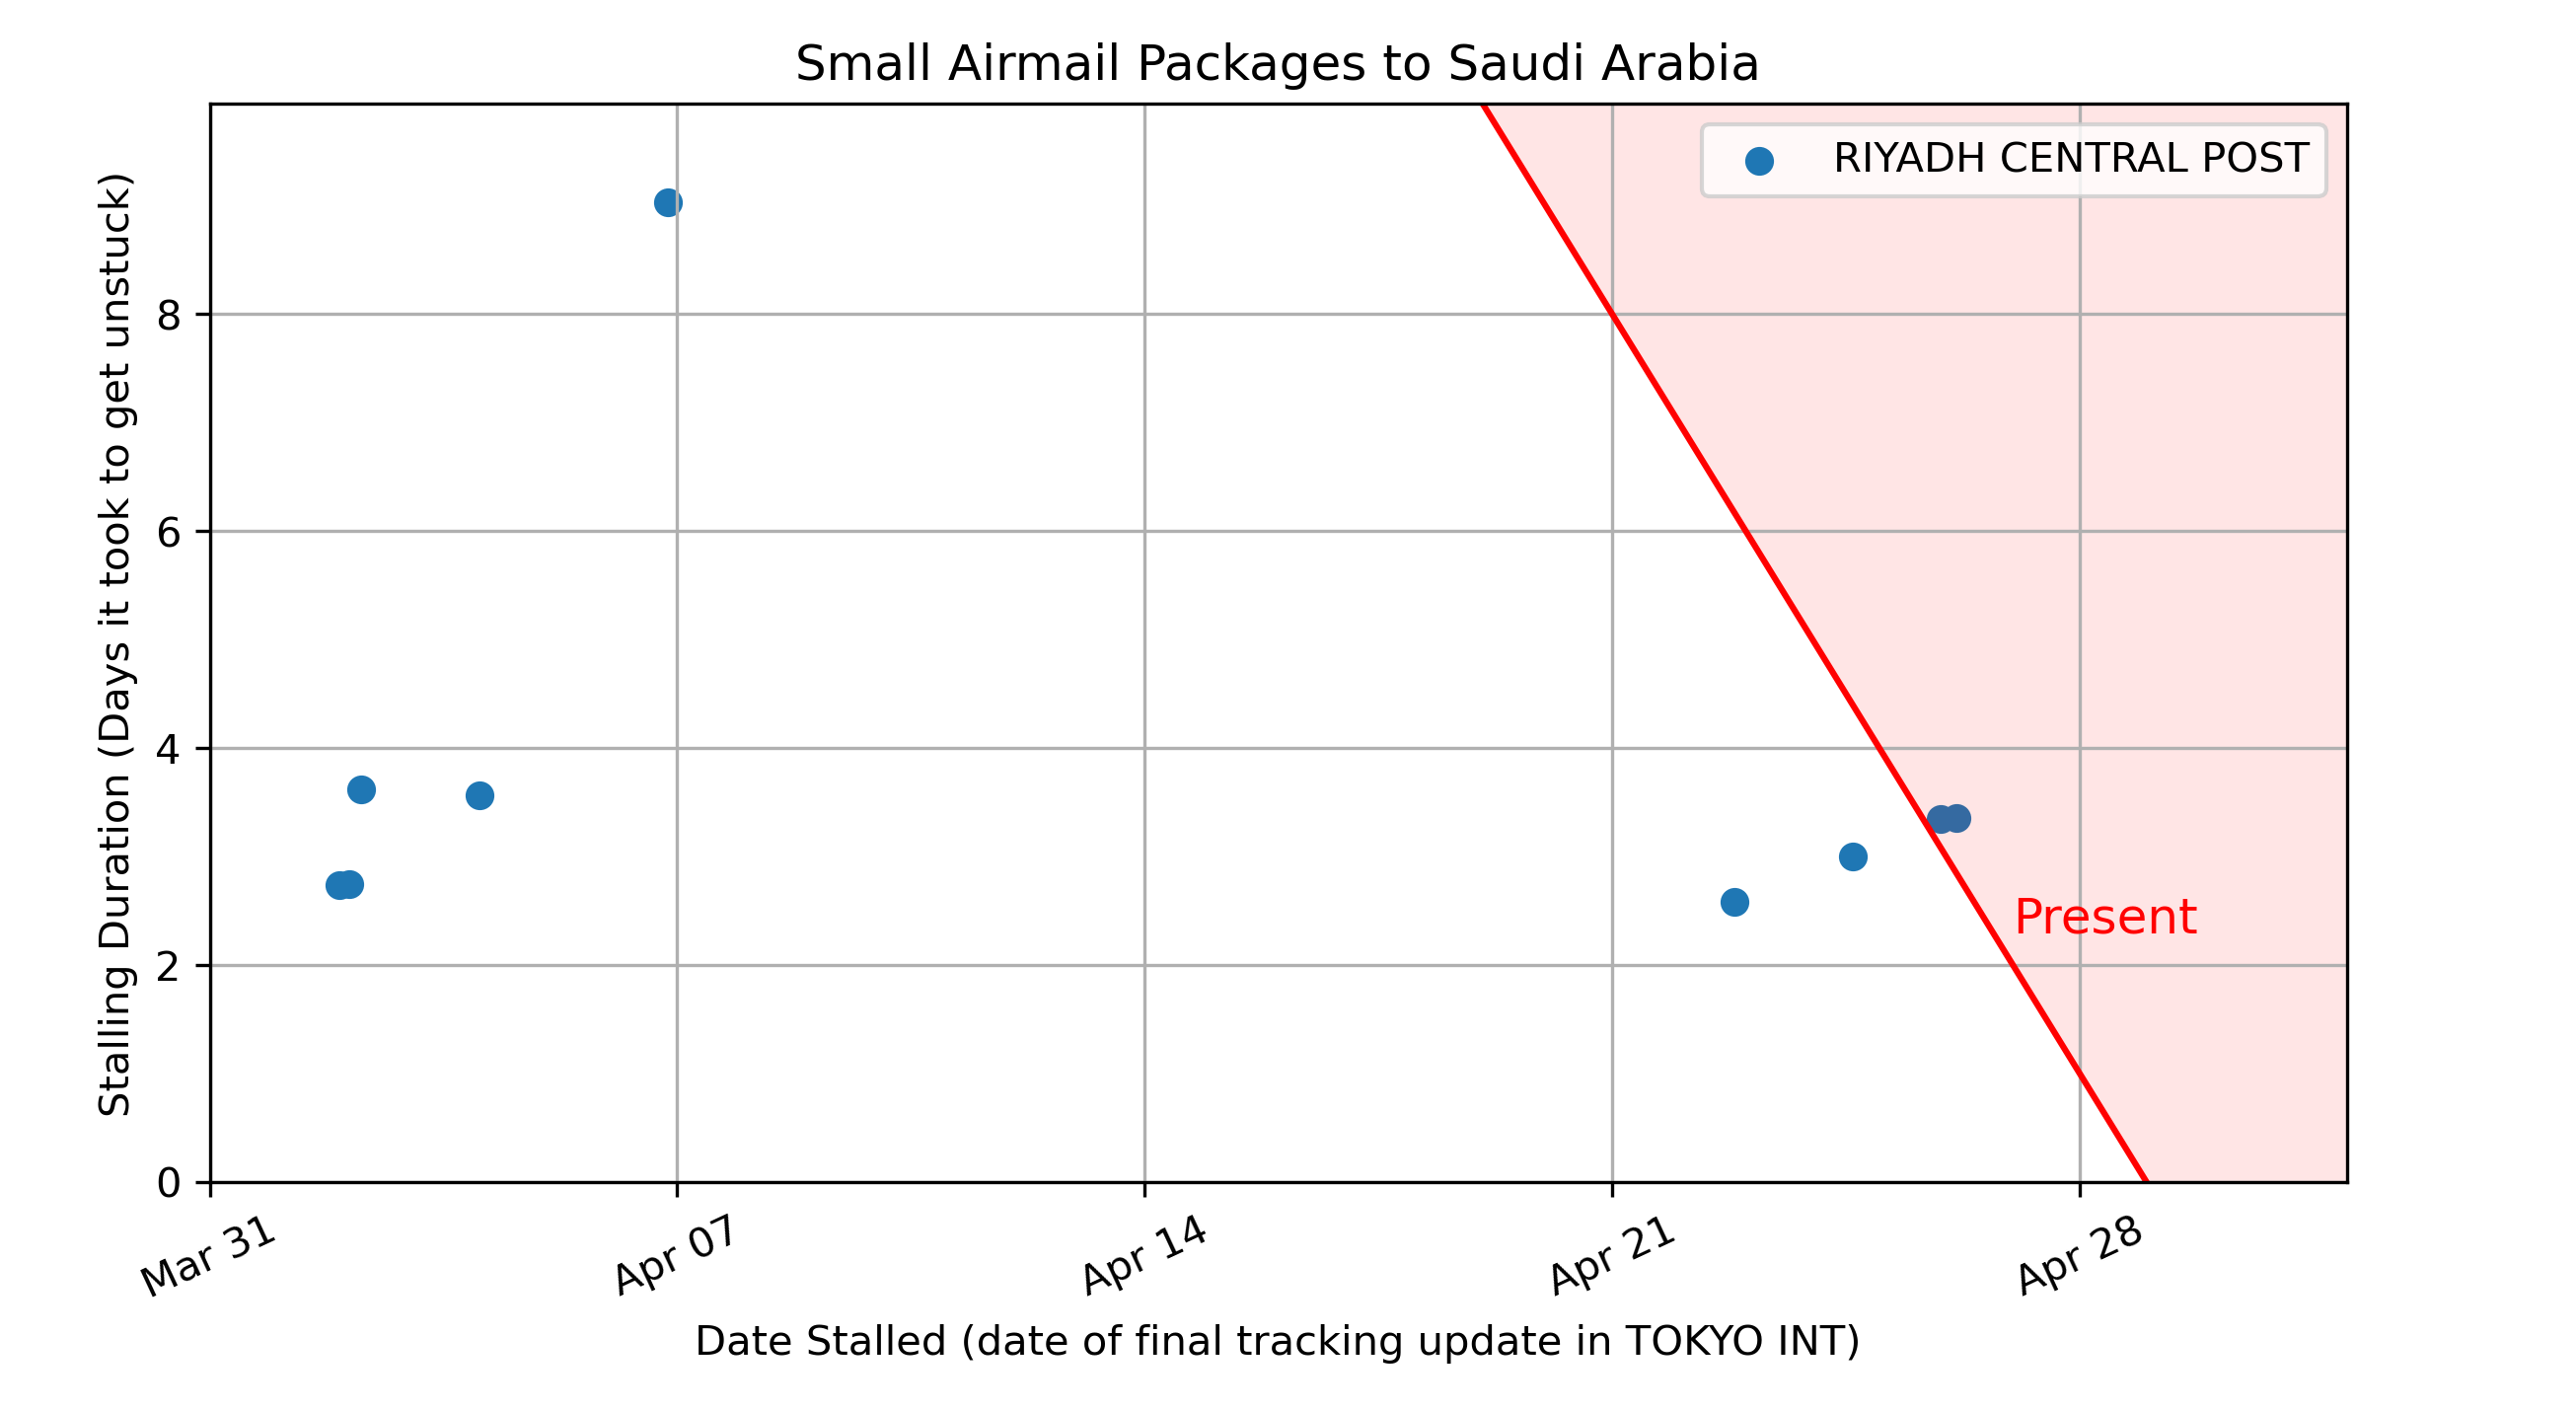 Small Airmail Packages to Saudi Arabia
RIYADH CENTRAL POST
Stalling Duration (Days it took to get unstuck)
8
6
4
2
0
Present
Mar 31
Apr 07
Apr 14
Apr 21
Apr 28
Date Stalled (date of final tracking update in TOKYO INT)